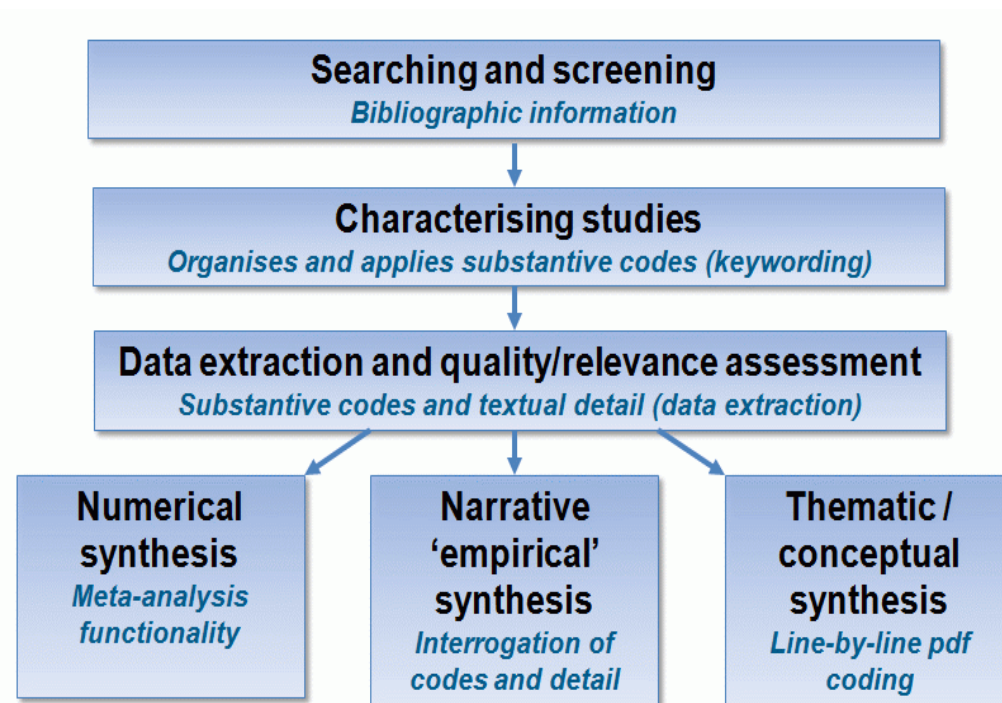 Searching and screening
Bibliographic information
Characterising studies
Organises and applies substantive codes (keywording)
Data extraction and quality/relevance assessment
Substantive codes and textual detail (data extraction)
Numerical
synthesis
Meta-analysis
functionality
Narrative
‘empirical’
synthesis
Interrogation of
codes and detail
Thematic /
conceptual
synthesis
Line-by-line pdf
coding